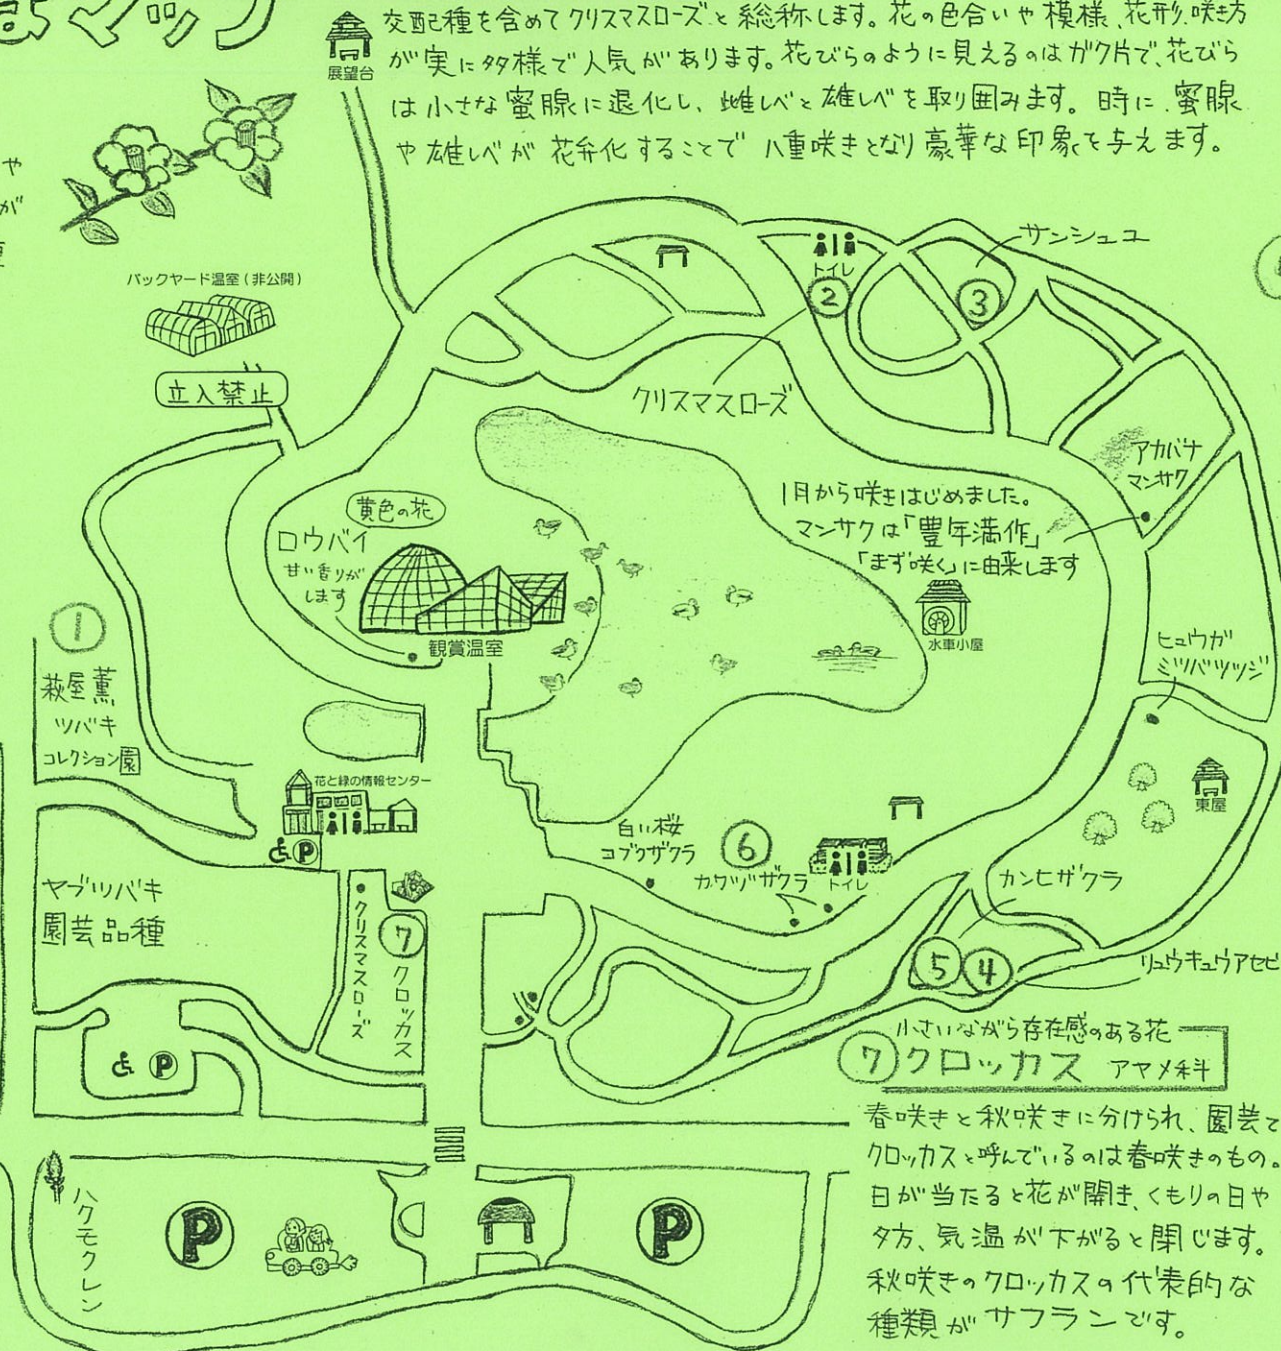 まマップ
交配種を含めてクリスマスローズと総称します。花の色合いや模様、花形、咲き方
が実に多様で人気があります。花びらのように見えるのはガク片で、花びら
は小さな蜜腺に退化し、雌しべと雄しべを取り囲みます。時に、蜜腺
や雄しべが花弁化することで八重咲きとなり豪華な印象を与えます。
展望台
や
が
バックヤード温室(非公開)
立入禁止
トイレ
②
③
サンシュユ
クリスマスローズ
アカバナ
マンサク
1月から咲きはじめました。
マンサクは「豊年満作」
「まず咲く」に由来します
黄色の花
ロウバイ
甘い香りが
します
観賞温室
水車小屋
ヒュウガ
ミツバツツジ
東屋
①
萩屋薫
ツバキ
コレクション園
花と緑の情報センター
P
白い桜
コブクザクラ
⑥
カワヅザクラ
トイレ
カンヒザクラ
⑤
④
リュウキュウアセビ
ヤブツバキ
園芸品種
クリスマスローズ
⑦
クロッカス
P
小さいながら存在感のある花
⑦クロッカス アヤメ科
春咲きと秋咲きに分けられ、園芸で
クロッカスと呼んでいるのは春咲きのもの。
日が当たると花が開き、くもりの日や
夕方、気温が下がると閉じます。
秋咲きのクロッカスの代表的な
種類がサフランです。
ハクモクレン
P
P